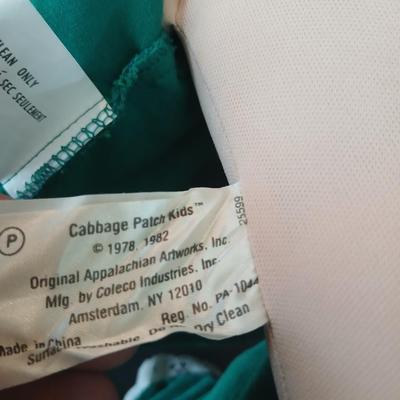 CLEAN ONLY
SEC SEULEMENT
P
Cabbage Patch Kids™
© 1978, 1982
Original Appalachian Artworks, Inc.
Mfg. by Coleco Industries, Inc.
Amsterdam, NY 12010
Reg. No. PA-1044
Made in China
Dry Clean
25599